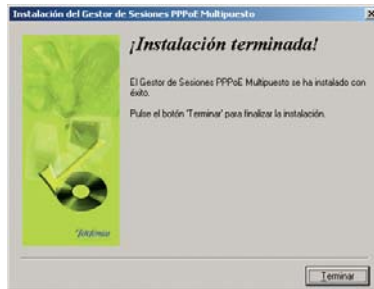 Instalación del Gestor de Sesiones PPPoE Multipuesto
¡Instalación terminada!
El Gestor de Sesiones PPPoE Multipuesto se ha instalado con
éxito.
Pulse el botón 'Terminar' para finalizar la instalación.
Telefónica
Terminar